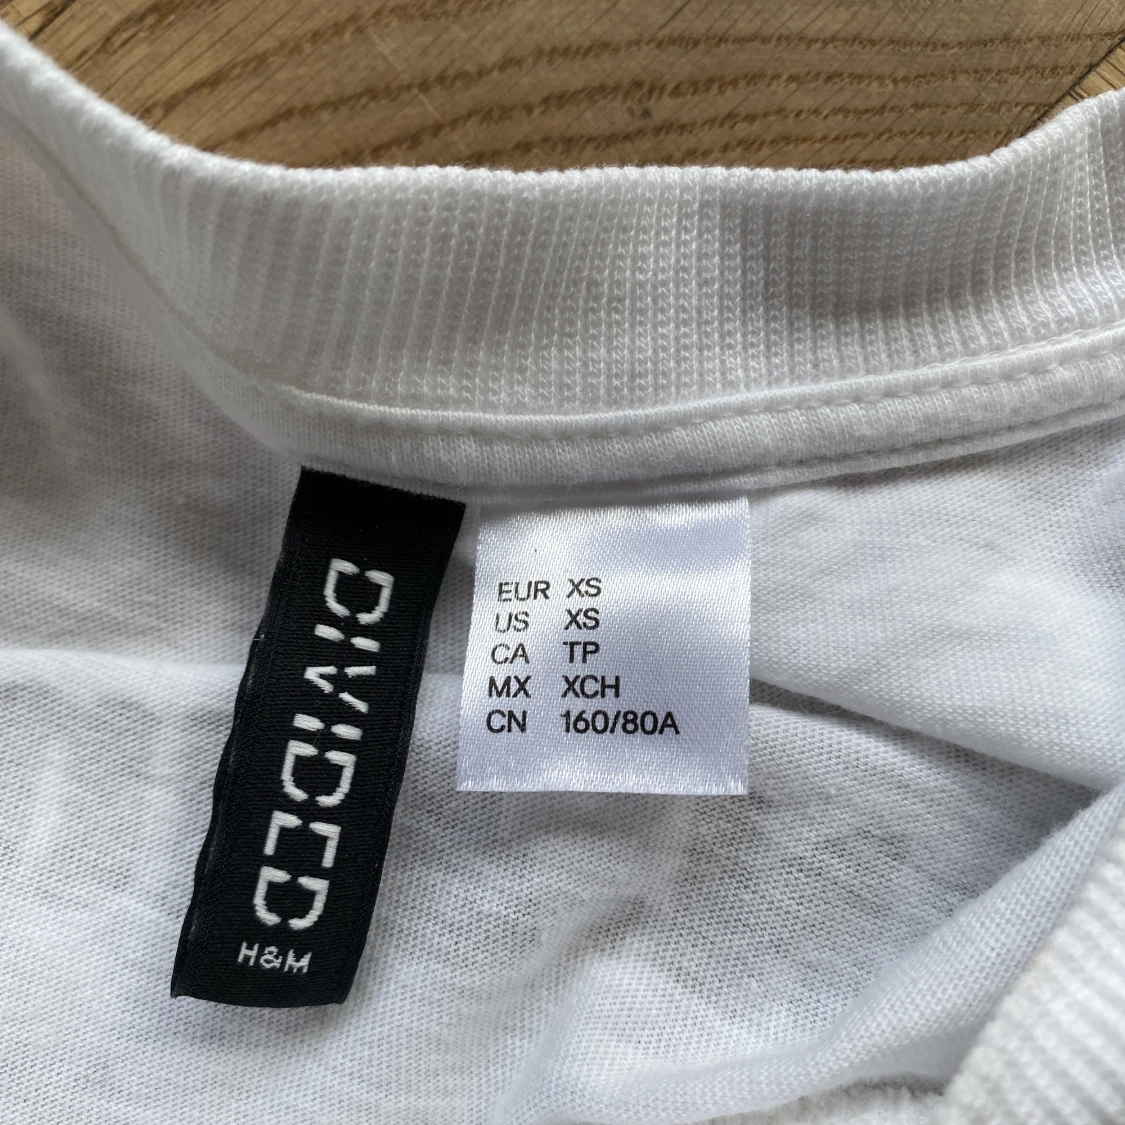 DIVIDED
H&M
EUR XS
US XS
CA TP
MX XCH
CN 160/80A